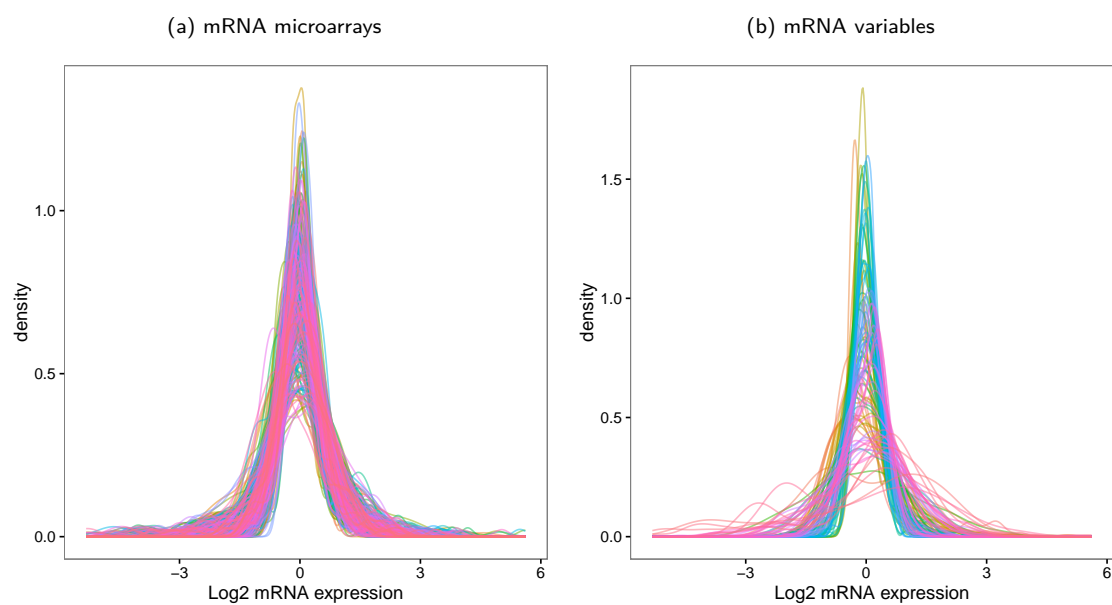 (a) mRNA microarrays
1.0
0.5
0.0
density
−3
0
3
6
Log2 mRNA expression
(b) mRNA variables
1.5
1.0
0.5
0.0
density
−3
0
3
6
Log2 mRNA expression